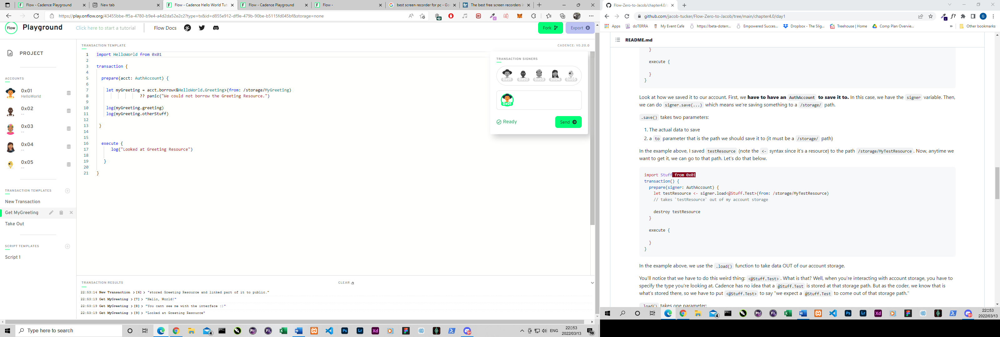 Flow - Cadence Playground
New tab
Flow - Cadence Hello World Tut
Flow - Cadence Playground
Flow -
best screen recorder for pc - Go
The best free screen recorders in
https://play.onflow.org/43455bbe-ff5a-4780-b9e4-a4d2da52e2c2?type=tx&id=d855e912-df9e-479b-90be-b5115fd045bf&storage=none
42
Flow
Playground
Click here to start a tutorial
Flow Docs
Fork
Export
PROJECT
ACCOUNTS
0x01
HelloWorld
0x02
--
0x03
--
0x04
--
0x05
--
TRANSACTION TEMPLATES
New Transaction
Get MyGreeting
Take Out
SCRIPT TEMPLATES
Script 1
TRANSACTION TEMPLATE
CADENCE: V0.20.0
1 import HelloWorld from 0x01
2
3 transaction {
4
5 prepare(acct: AuthAccount) {
6
7 let myGreeting = acct.borrow<&HelloWorld.Greeting>(from: /storage/MyGreeting)
8 ?? panic("We could not borrow the Greeting Resource.")
9
10 log(myGreeting.greeting)
11 log(myGreeting.otherStuff)
12
13 }
14
15
16 execute {
17 log("Looked at Greeting Resource")
18
19 }
20
21 }
TRANSACTION SIGNERS
0x01 0x02 0x03 0x04 0x05
0x01
Ready
Send
TRANSACTION RESULTS
CLEAR
22:53:14 New Transaction > [6] > "stored Greeting Resource and linked part of it to public."
22:53:19 Get MyGreeting > [7] > "Hello, World!"
22:53:19 Get MyGreeting > [8] > "You cant see me with the interface :)"
22:53:19 Get MyGreeting > [9] > "Looked at Greeting Resource"
Type here to search
4
PM
FX
Ps
Lr
Xd
9+
ENG
22□53
2022/03/13
10
Flow-Zero-to-Jacob/chapter4.0/c
github.com/jacob-tucker/Flow-Zero-to-Jacob/tree/main/chapter4.0/day1
f?
G
Apps
doTERRA
My Event Cafe
https://beta-doterr...
Empowered Succes...
Dropbox - The Slig...
Treehouse | Home
Comp Plan Overvie...
»
Other bookmarks
README.md
}
execute {
}
}
Look at how we saved it to our account. First, we have to have an AuthAccount to save it to. In this case, we have the signer variable. Then,
we can do signer.save(...) which means we're saving something to a /storage/ path.
.save() takes two parameters:
1. The actual data to save
2. a to parameter that is the path we should save it to (it must be a /storage/ path)
In the example above, I saved testResource (note the <- syntax since it's a resource) to the path /storage/MyTestResource. Now, anytime we
want to get it, we can go to that path. Let's do that below.
import Stuff from 0x01
transaction() {
prepare(signer: AuthAccount) {
let testResource <- signer.load<@Stuff.Test>(from: /storage/MyTestResource)
// takes `testResource` out of my account storage
destroy testResource
}
execute {
}
}
In the example above, we use the .load() function to take data OUT of our account storage.
You'll notice that we have to do this weird thing: <@Stuff.Test>. What is that? Well, when you're interacting with account storage, you have to
specify the type you're looking at. Cadence has no idea that a @Stuff.Test is stored at that storage path. But as the coder, we know that is
what's stored there, so we have to put <@Stuff.Test> to say "we expect a @Stuff.Test to come out of that storage path."
.load() takes one parameter:
4
PM
FX
Ps
Lr
Xd
9+
22□53
2022/03/13